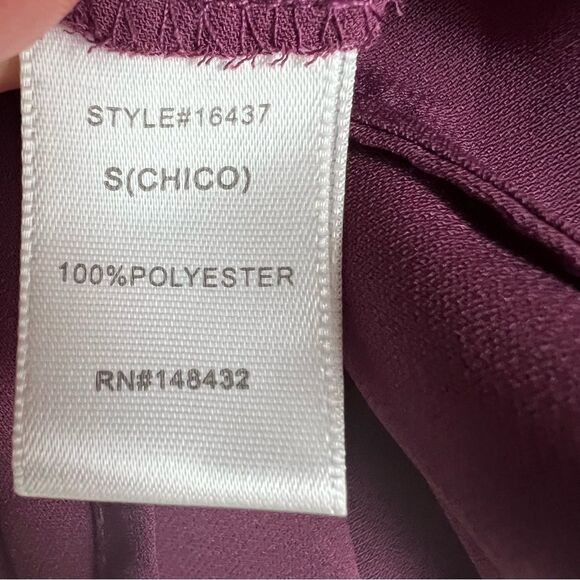 STYLE#16437
S(CHICO)
100%POLYESTER
RN#148432